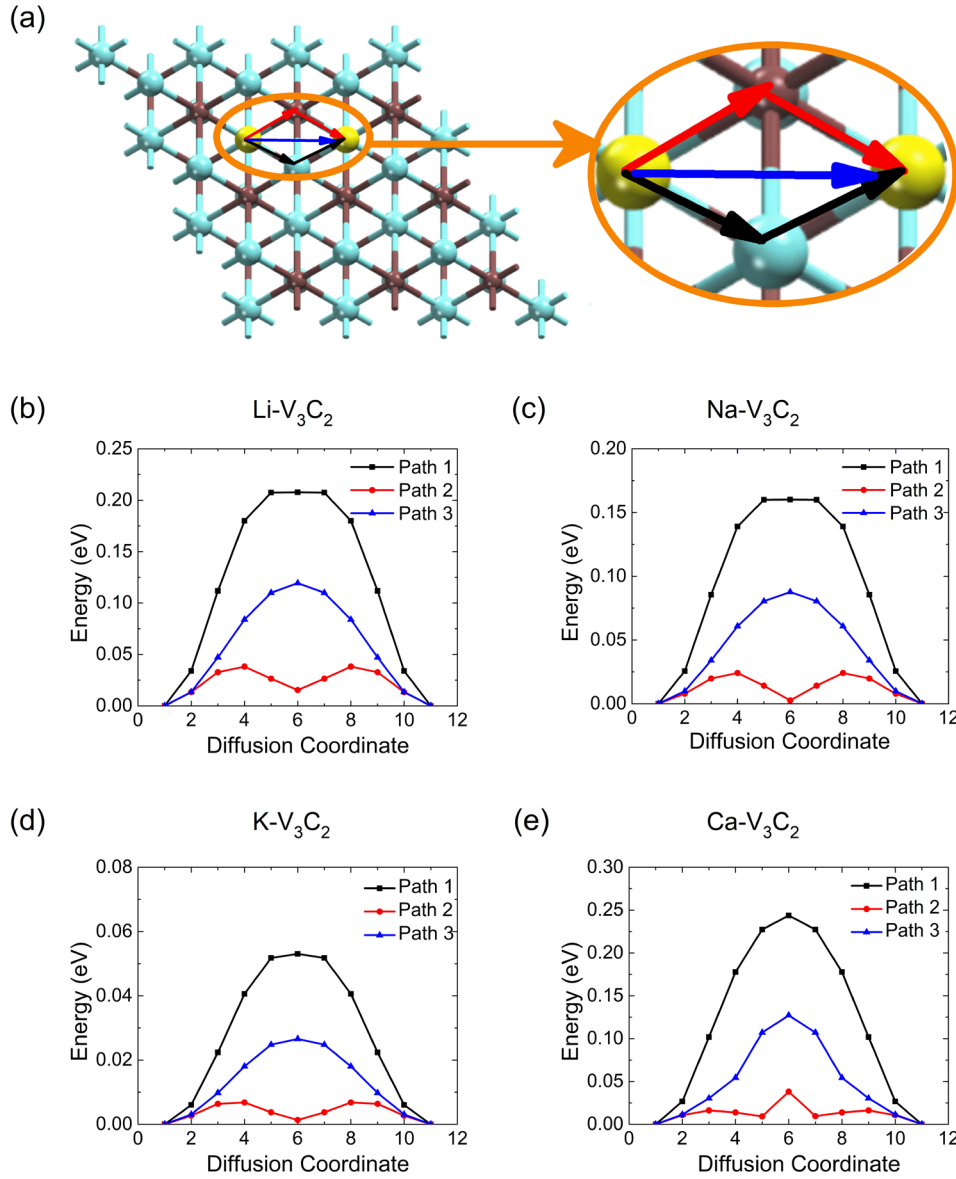 (a)
(b)
Li-V₃C₂
Energy (eV)
0.25
0.20
0.15
0.10
0.05
0.00
Path 1
Path 2
Path 3
0 2 4 6 8 10 12
Diffusion Coordinate
(c)
Na-V₃C₂
Energy (eV)
0.20
0.15
0.10
0.05
0.00
Path 1
Path 2
Path 3
0 2 4 6 8 10 12
Diffusion Coordinate
(d)
K-V₃C₂
Energy (eV)
0.08
0.06
0.04
0.02
0.00
Path 1
Path 2
Path 3
0 2 4 6 8 10 12
Diffusion Coordinate
(e)
Ca-V₃C₂
Energy (eV)
0.30
0.25
0.20
0.15
0.10
0.05
0.00
Path 1
Path 2
Path 3
0 2 4 6 8 10 12
Diffusion Coordinate